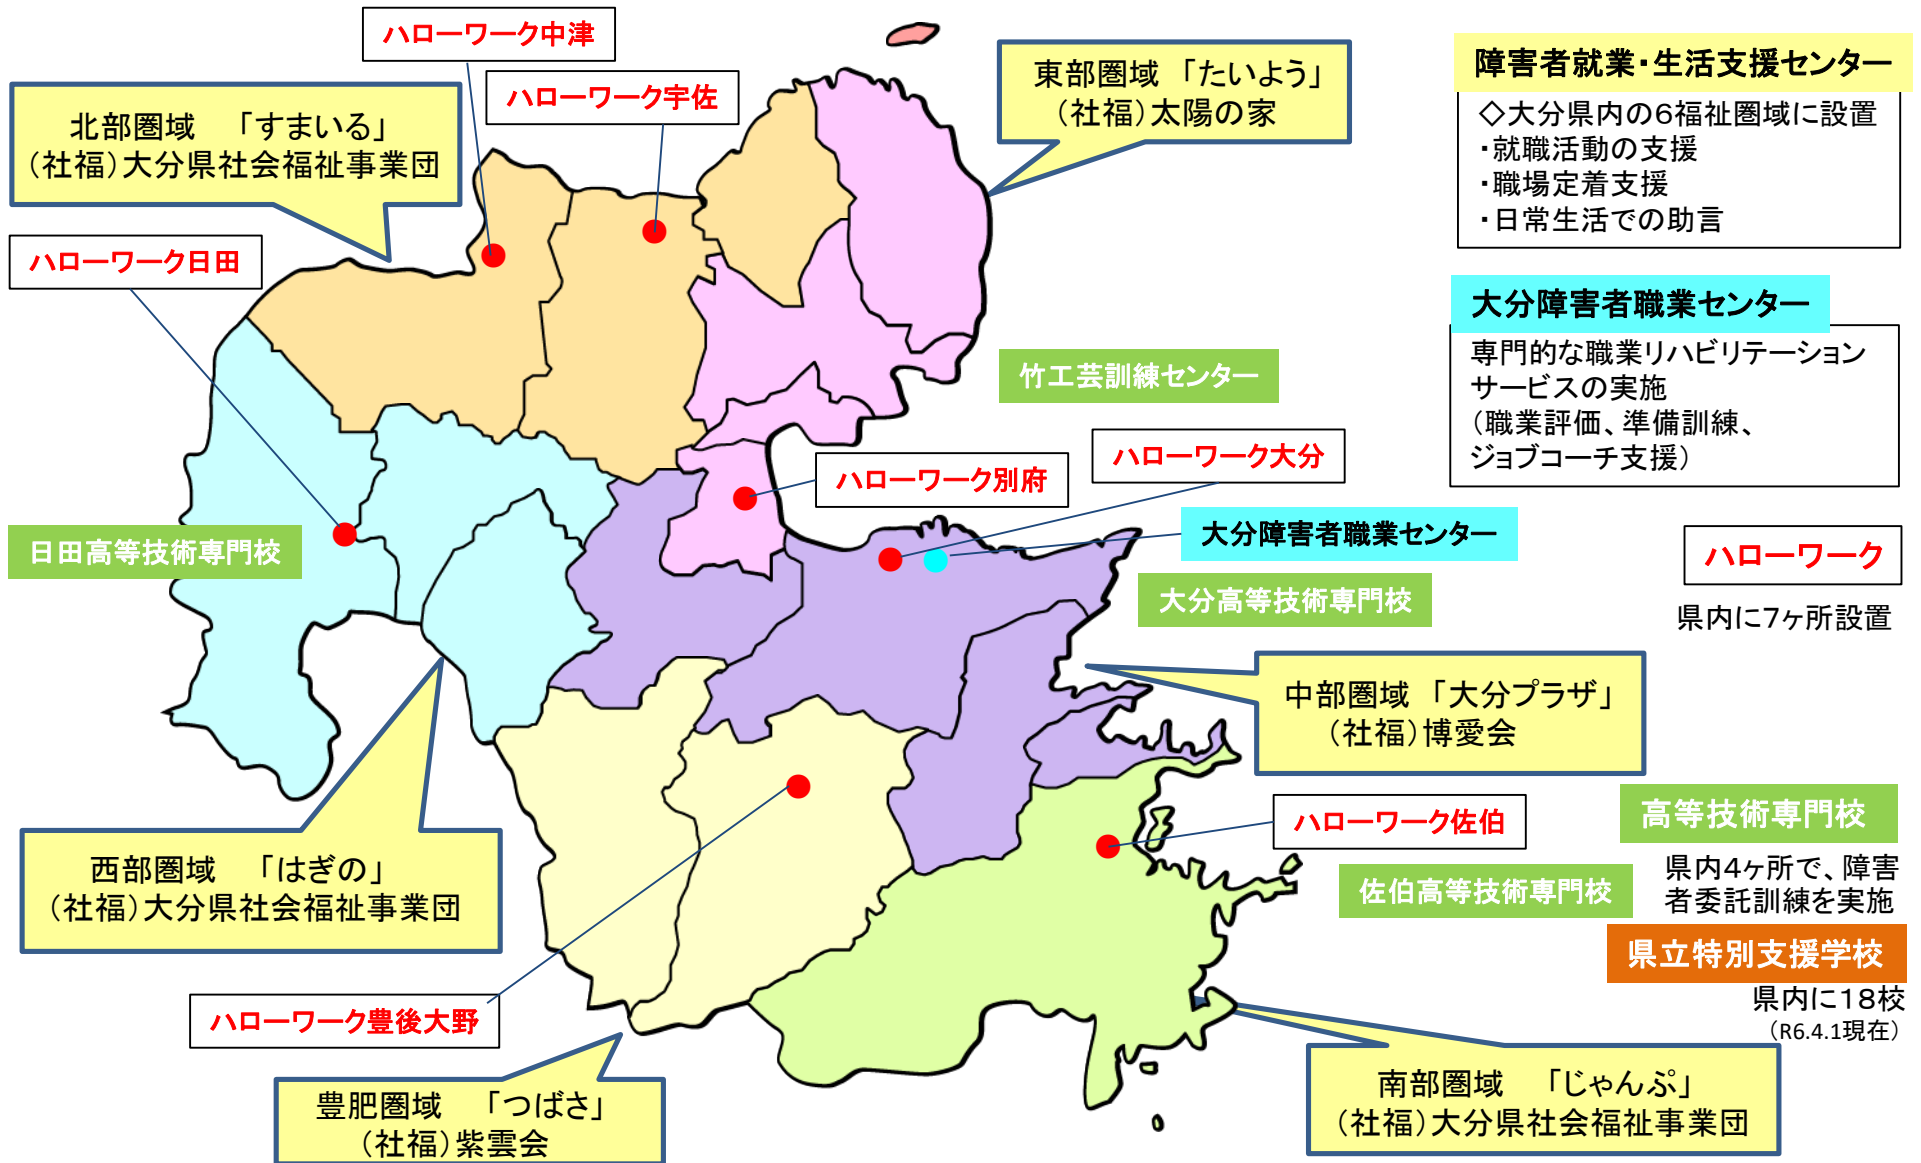 ハローワーク中津
ハローワーク宇佐
北部圏域　「すまいる」
（社福）大分県社会福祉事業団
ハローワーク日田
東部圏域　「たいよう」
（社福）太陽の家
障害者就業・生活支援センター
◇大分県内の6福祉圏域に設置
・就職活動の支援
・職場定着支援
・日常生活での助言
大分障害者職業センター
専門的な職業リハビリテーション
サービスの実施
（職業評価、準備訓練、
ジョブコーチ支援）
竹工芸訓練センター
ハローワーク大分
ハローワーク別府
大分障害者職業センター
日田高等技術専門校
大分高等技術専門校
ハローワーク
県内に7ヶ所設置
中部圏域　「大分プラザ」
（社福）博愛会
ハローワーク佐伯
高等技術専門校
県内4ヶ所で、障害
者委託訓練を実施
佐伯高等技術専門校
西部圏域　「はぎの」
（社福）大分県社会福祉事業団
県立特別支援学校
県内に18校
（R6.4.1現在）
ハローワーク豊後大野
豊肥圏域　「つばさ」
（社福）紫雲会
南部圏域　「じゃんぷ」
（社福）大分県社会福祉事業団